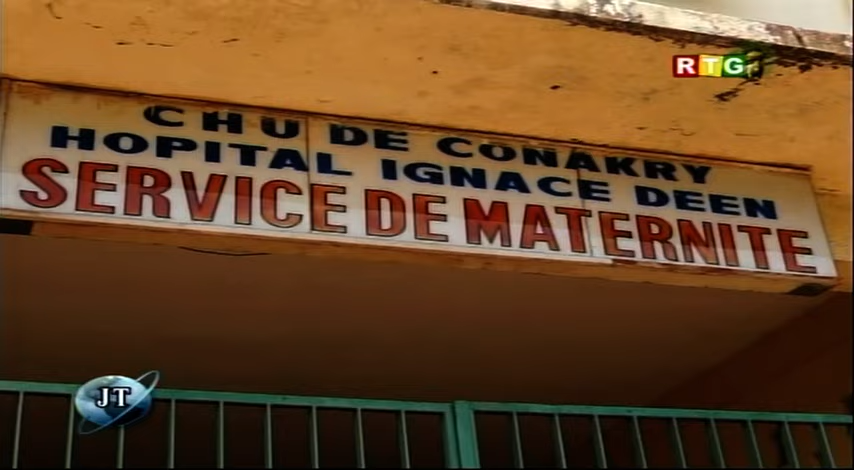 RTG
CHU DE CONAKRY
HOPITAL IGNACE DEEN
SERVICE DE MATERNITE
JT